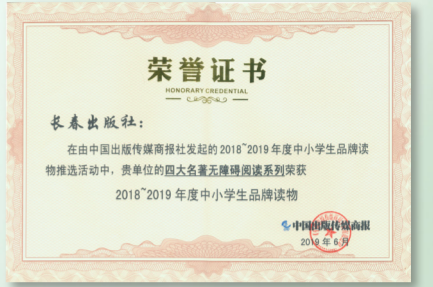 荣誉证书
HONORARY CREDENTIAL
长春出版社：
在由中国出版传媒商报社发起的2018~2019年度中小学生品牌读
物推选活动中，贵单位的四大名著无障碍阅读系列荣获
2018~2019年度中小学生品牌读物
中国出版传媒商报
2019年6月